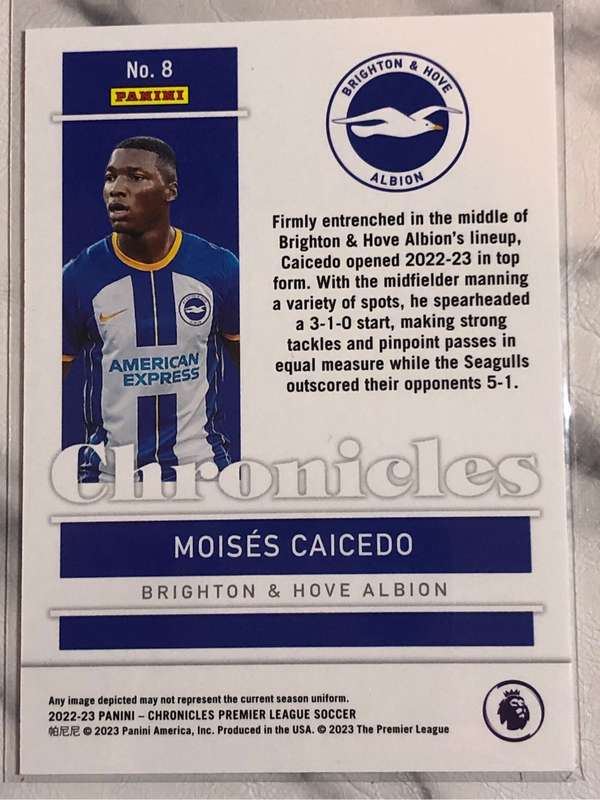 No. 8
PANINI
BRIGHTON & HOVE
ALBION
Firmly entrenched in the middle of
Brighton & Hove Albion's lineup,
Caicedo opened 2022-23 in top
form. With the midfielder manning
a variety of spots, he spearheaded
a 3-1-0 start, making strong
tackles and pinpoint passes in
equal measure while the Seagulls
outscored their opponents 5-1.
AMERICAN
EXPRESS
Chronicles
MOISÉS CAICEDO
BRIGHTON & HOVE ALBION
Any image depicted may not represent the current season uniform.
2022-23 PANINI – CHRONICLES PREMIER LEAGUE SOCCER
帕尼尼 © 2023 Panini America, Inc. Produced in the USA. © 2023 The Premier League